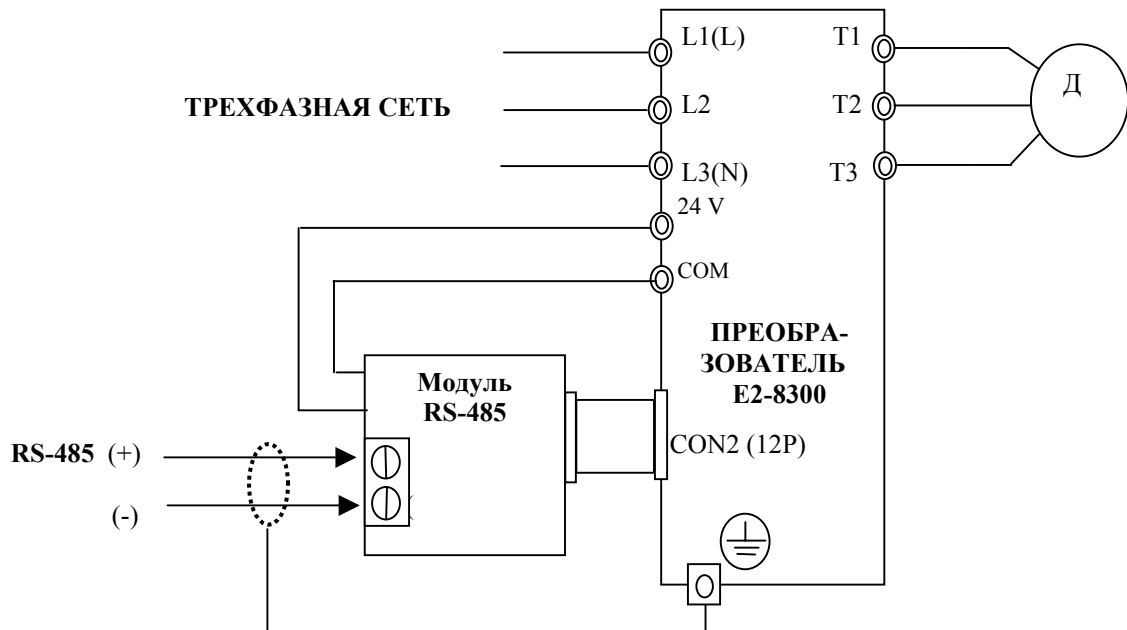 L1(L)
T1
Д
ТРЕХФАЗНАЯ СЕТЬ
L2
T2
L3(N)
T3
24 V
COM
ПРЕОБРА-
ЗОВАТЕЛЬ
E2-8300
Модуль
RS-485
RS-485 (+)
CON2 (12P)
(-)
(